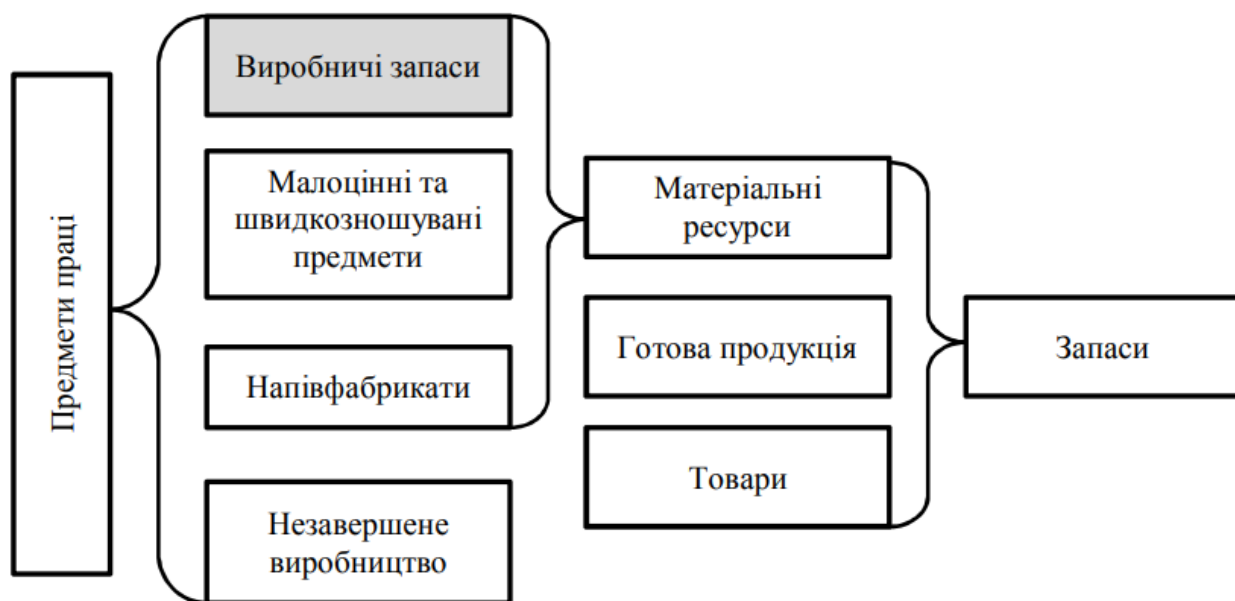 Предмети праці
Виробничі запаси
Малоцінні та
швидкозношувані
предмети
Напівфабрикати
Незавершене
виробництво
Матеріальні
ресурси
Готова продукція
Товари
Запаси